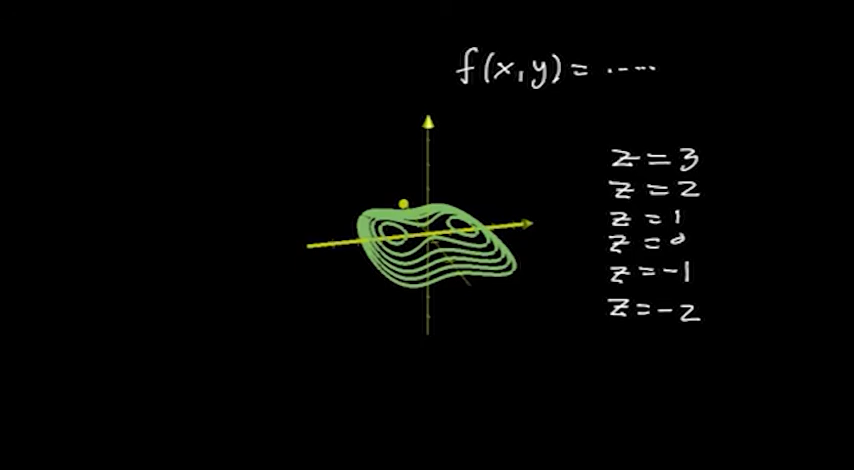 f(x,y) = .....
z = 3
z = 2
z = 1
z = 0
z = -1
z = -2